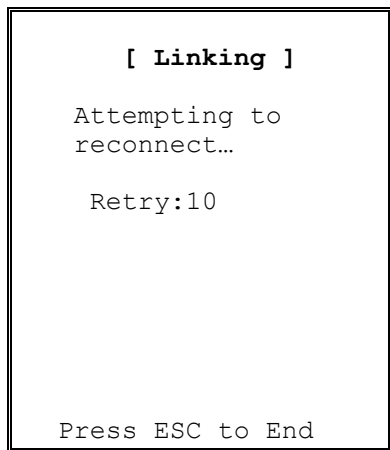 [ Linking ]
Attempting to
reconnect…
Retry:10
Press ESC to End